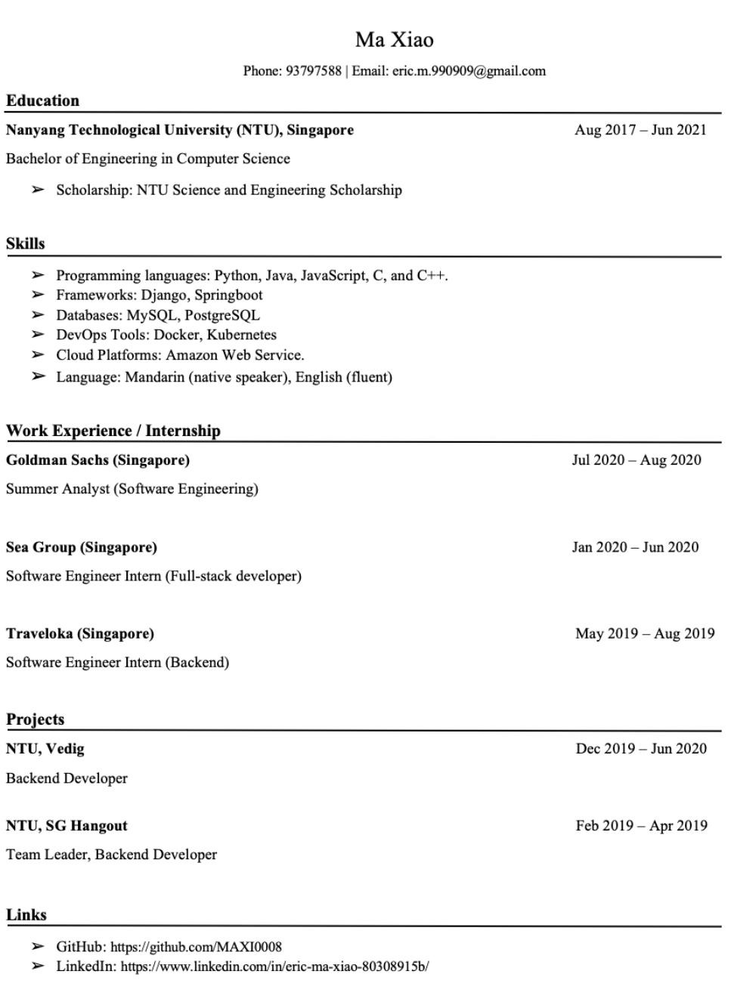 Ma Xiao
Phone: 93797588 | Email: eric.m.990909@gmail.com
Education
Nanyang Technological University (NTU), Singapore Aug 2017 – Jun 2021
Bachelor of Engineering in Computer Science
➢ Scholarship: NTU Science and Engineering Scholarship
Skills
➢ Programming languages: Python, Java, JavaScript, C, and C++.
➢ Frameworks: Django, Springboot
➢ Databases: MySQL, PostgreSQL
➢ DevOps Tools: Docker, Kubernetes
➢ Cloud Platforms: Amazon Web Service.
➢ Language: Mandarin (native speaker), English (fluent)
Work Experience / Internship
Goldman Sachs (Singapore) Jul 2020 – Aug 2020
Summer Analyst (Software Engineering)
Sea Group (Singapore) Jan 2020 – Jun 2020
Software Engineer Intern (Full-stack developer)
Traveloka (Singapore) May 2019 – Aug 2019
Software Engineer Intern (Backend)
Projects
NTU, Vedig Dec 2019 – Jun 2020
Backend Developer
NTU, SG Hangout Feb 2019 – Apr 2019
Team Leader, Backend Developer
Links
➢ GitHub: https://github.com/MAXI0008
➢ LinkedIn: https://www.linkedin.com/in/eric-ma-xiao-80308915b/